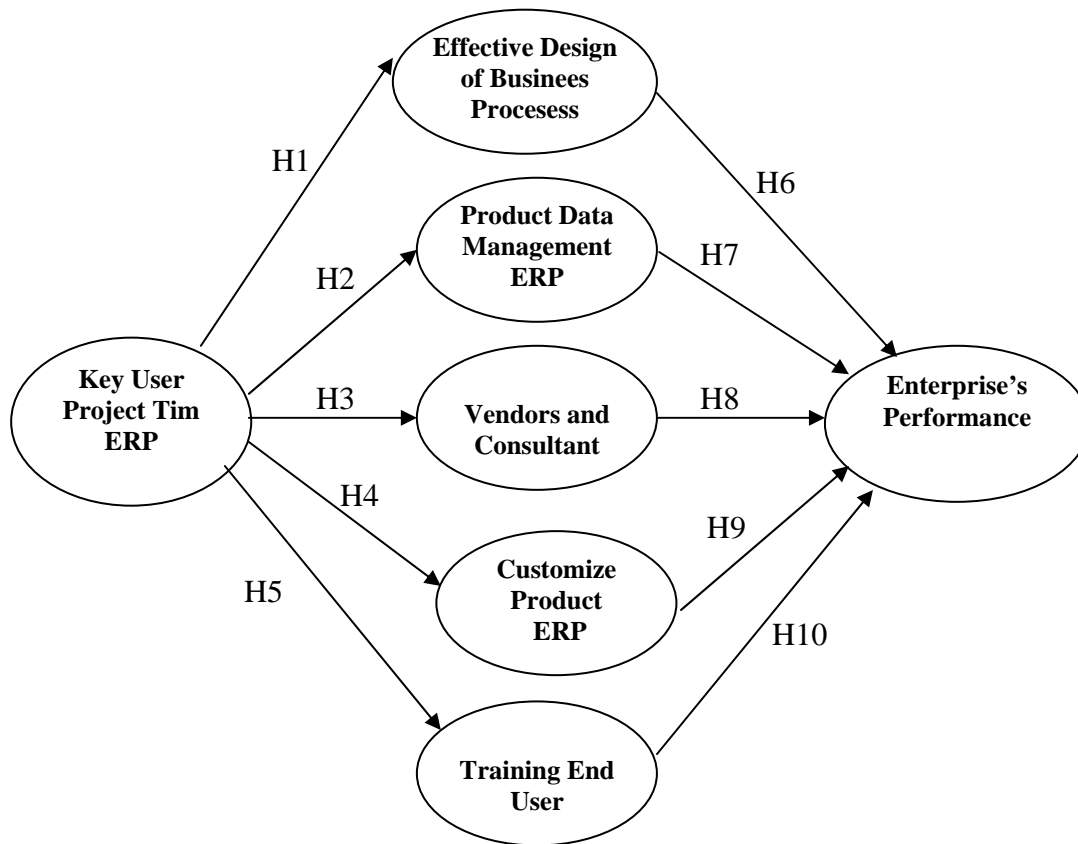 Effective Design
of Businees
Procesess
H1
H6
Product Data
Management
ERP
H2
H7
Key User
Project Tim
ERP
H3
Vendors and
Consultant
H8
Enterprise's
Performance
H4
H9
Customize
Product
ERP
H5
H10
Training End
User